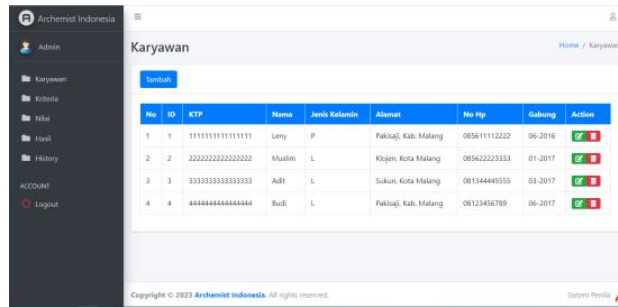 Archemist Indonesia
Admin
Karyawan
Kriteria
Nilai
Hasil
History
ACCOUNT
Logout
Karyawan
Home / Karyawan
Tambah
No ID KTP Nama Jenis Kelamin Alamat No Hp Gabung Action
1 1 1111111111111111 Leny P Pakisaji, Kab. Malang 085611112222 06-2016
2 2 2222222222222222 Muslim L Klojen, Kota Malang 085622223333 01-2017
3 3 3333333333333333 Adit L Sukun, Kota Malang 081344445555 03-2017
4 4 4444444444444444 Budi L Pakisaji, Kab. Malang 08123456789 06-2017
Copyright © 2023 Archemist Indonesia. All rights reserved.
Sistem Penila